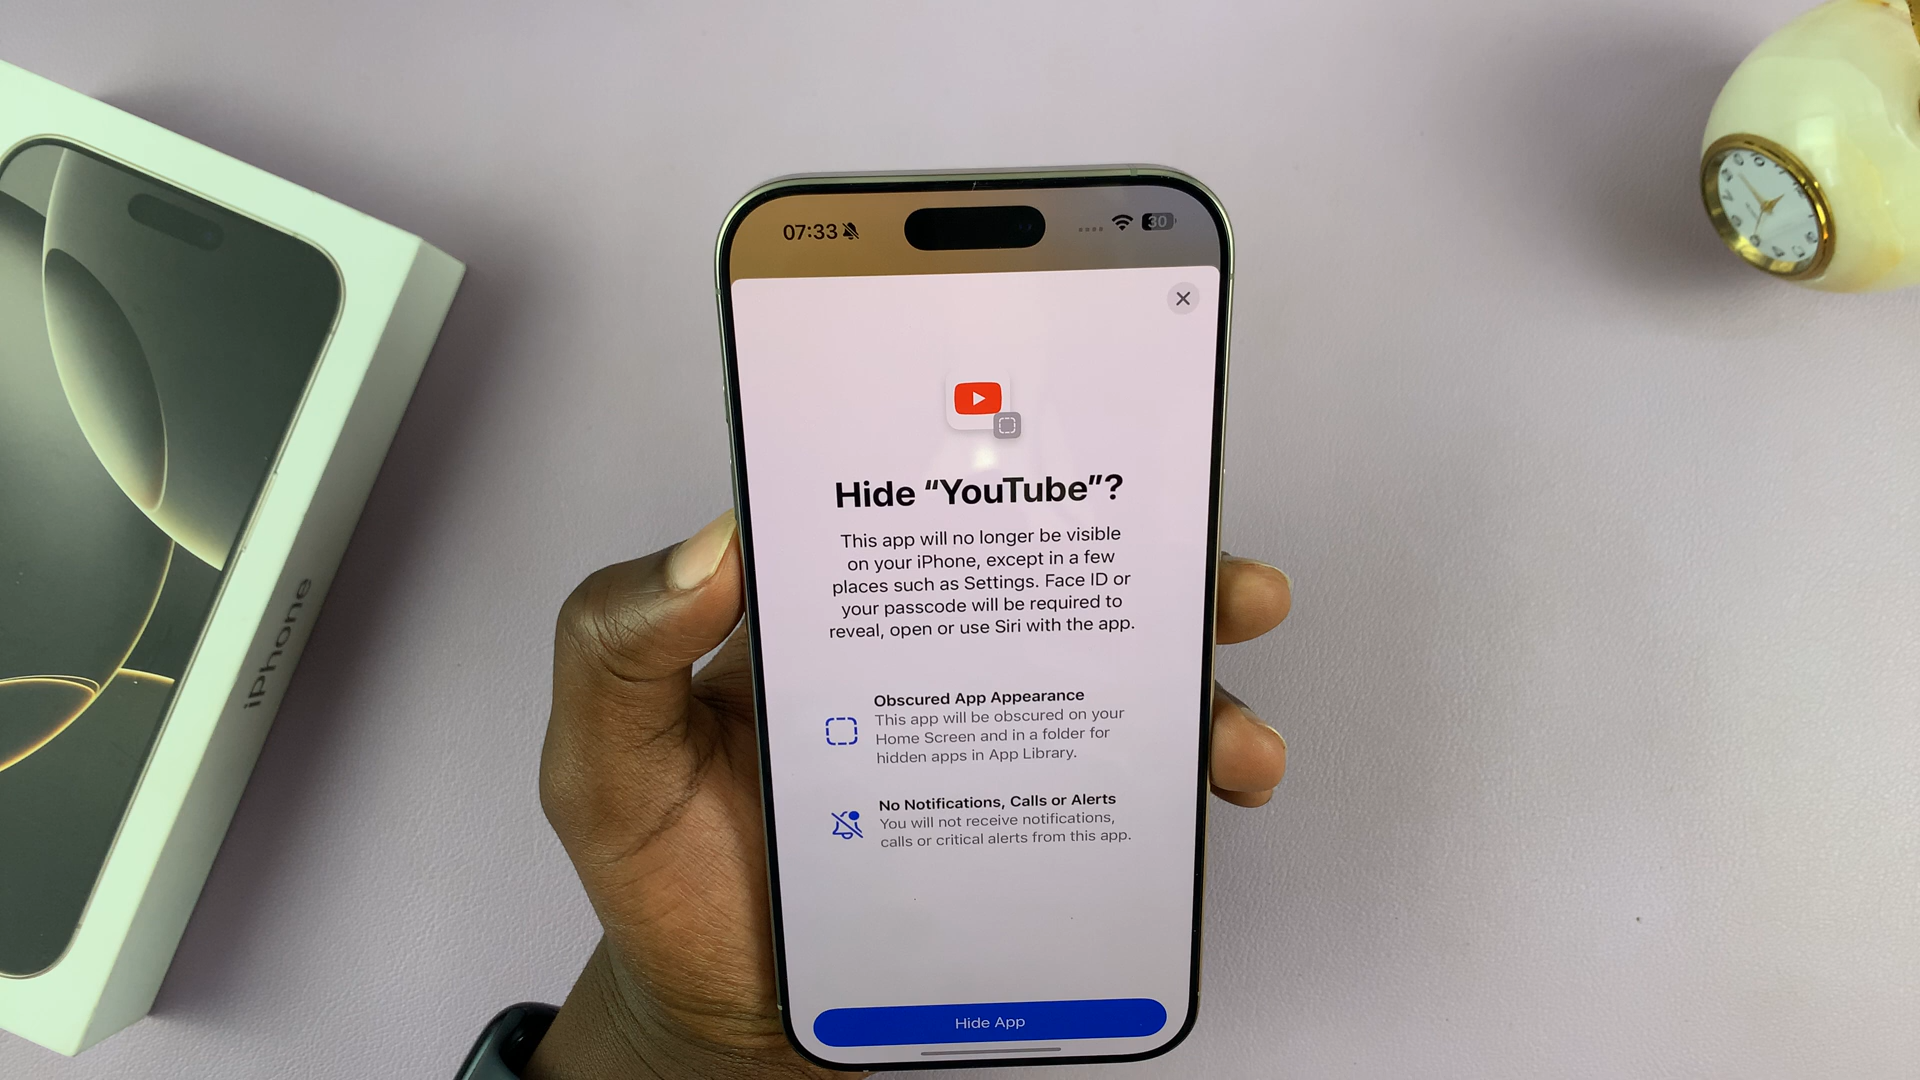 07:33
30
Hide “YouTube”?
This app will no longer be visible
on your iPhone, except in a few
places such as Settings. Face ID or
your passcode will be required to
reveal, open or use Siri with the app.
Obscured App Appearance
This app will be obscured on your
Home Screen and in a folder for
hidden apps in App Library.
No Notifications, Calls or Alerts
You will not receive notifications,
calls or critical alerts from this app.
Hide App
iPhone